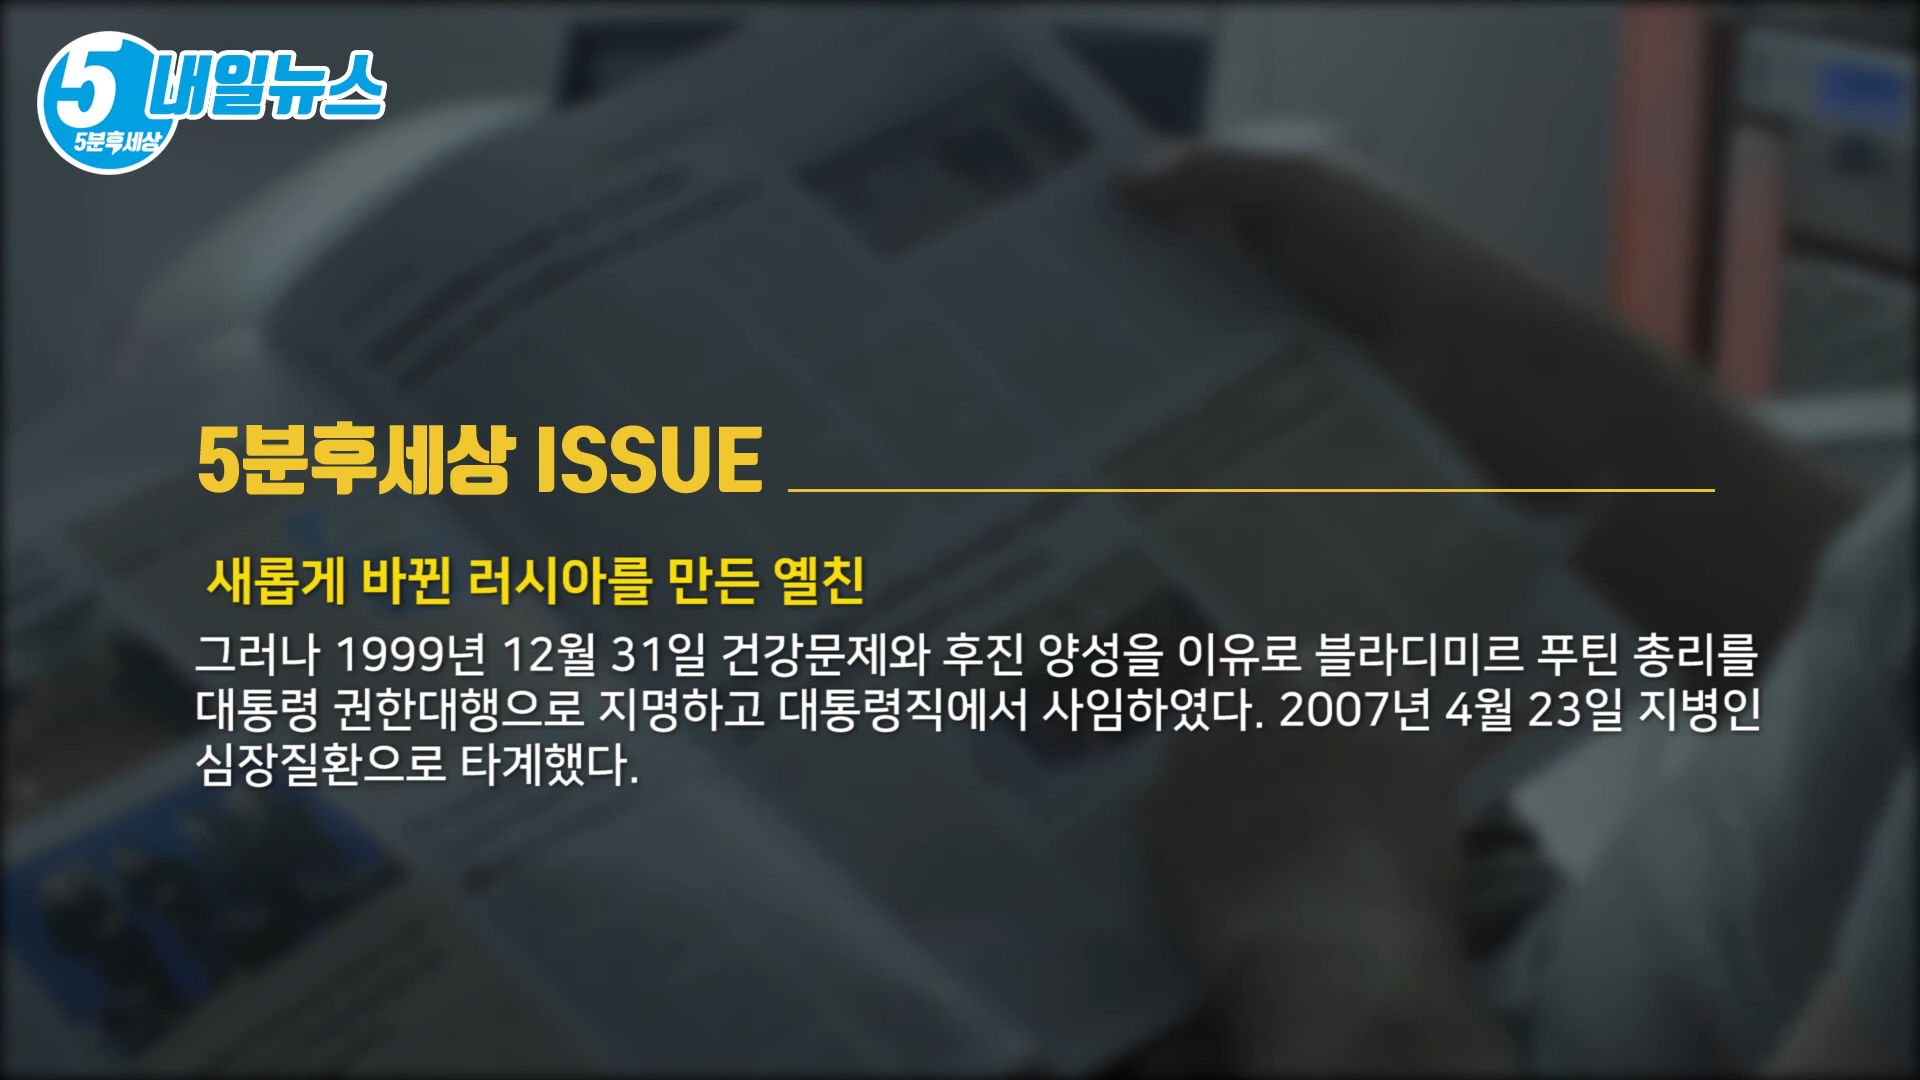 5 내일뉴스
5분후세상
5분후세상 ISSUE
새롭게 바뀐 러시아를 만든 옐친
그러나 1999년 12월 31일 건강문제와 후진 양성을 이유로 블라디미르 푸틴 총리를
대통령 권한대행으로 지명하고 대통령직에서 사임하였다. 2007년 4월 23일 지병인
심장질환으로 타계했다.